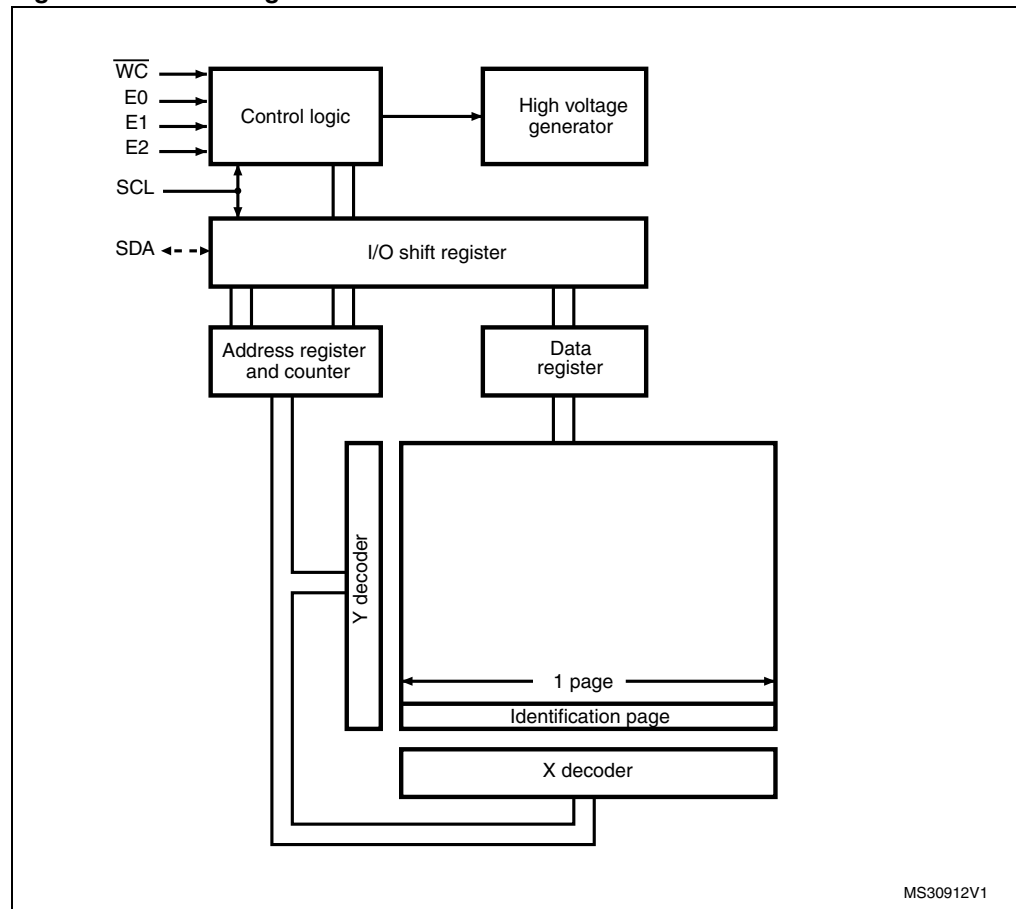 W̅C̅
E0
E1
E2
SCL
SDA
Control logic
High voltage
generator
I/O shift register
Address register
and counter
Data
register
Y decoder
1 page
Identification page
X decoder
MS30912V1